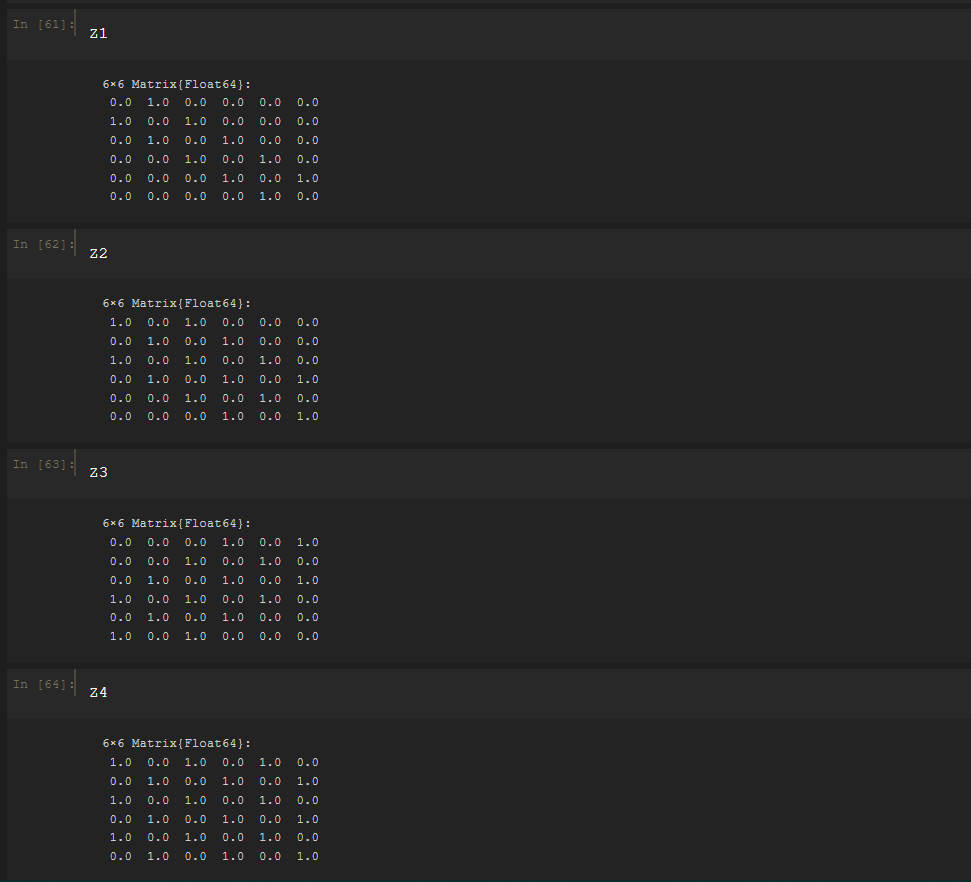 In [61]:
Z1
6×6 Matrix{Float64}:
0.0 1.0 0.0 0.0 0.0 0.0
1.0 0.0 1.0 0.0 0.0 0.0
0.0 1.0 0.0 1.0 0.0 0.0
0.0 0.0 1.0 0.0 1.0 0.0
0.0 0.0 0.0 1.0 0.0 1.0
0.0 0.0 0.0 0.0 1.0 0.0
In [62]:
Z2
6×6 Matrix{Float64}:
1.0 0.0 1.0 0.0 0.0 0.0
0.0 1.0 0.0 1.0 0.0 0.0
1.0 0.0 1.0 0.0 1.0 0.0
0.0 1.0 0.0 1.0 0.0 1.0
0.0 0.0 1.0 0.0 1.0 0.0
0.0 0.0 0.0 1.0 0.0 1.0
In [63]:
Z3
6×6 Matrix{Float64}:
0.0 0.0 0.0 1.0 0.0 1.0
0.0 0.0 1.0 0.0 1.0 0.0
0.0 1.0 0.0 1.0 0.0 1.0
1.0 0.0 1.0 0.0 1.0 0.0
0.0 1.0 0.0 1.0 0.0 0.0
1.0 0.0 1.0 0.0 0.0 0.0
In [64]:
Z4
6×6 Matrix{Float64}:
1.0 0.0 1.0 0.0 1.0 0.0
0.0 1.0 0.0 1.0 0.0 1.0
1.0 0.0 1.0 0.0 1.0 0.0
0.0 1.0 0.0 1.0 0.0 1.0
1.0 0.0 1.0 0.0 1.0 0.0
0.0 1.0 0.0 1.0 0.0 1.0